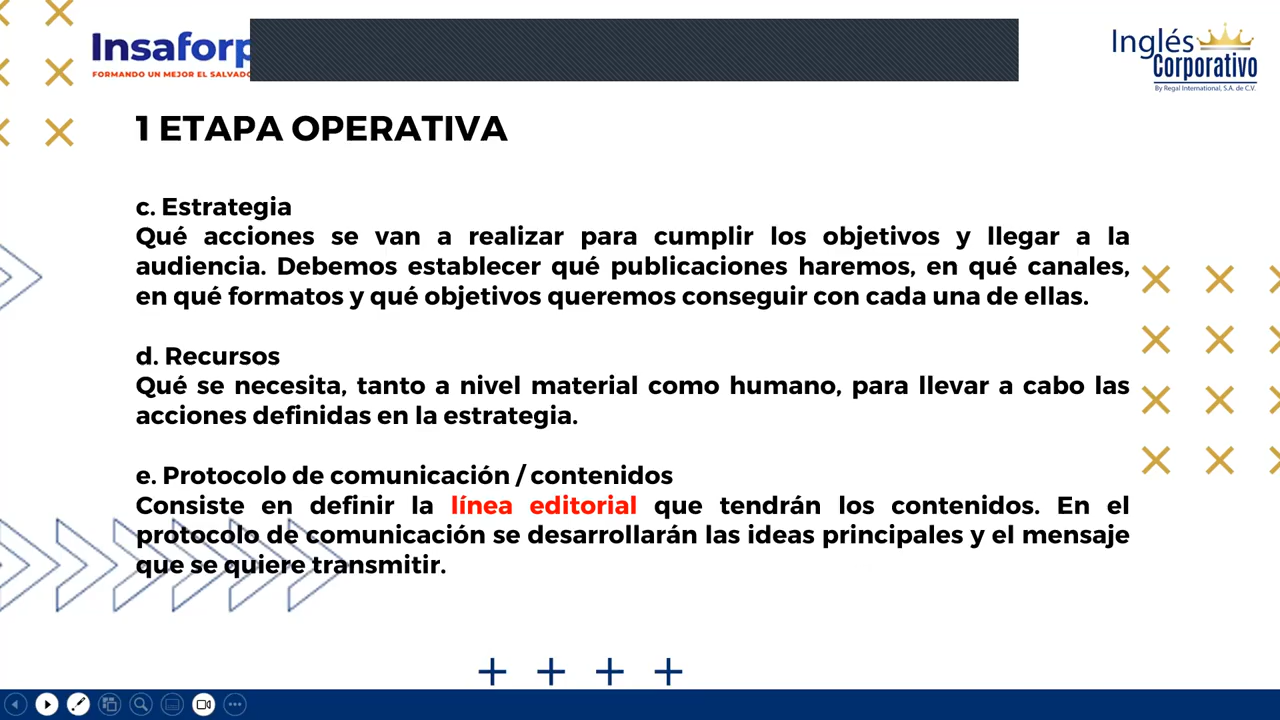 Insaforp
FORMANDO UN MEJOR EL SALVADOR
Inglés
Corporativo
By Regal International, S.A. de C.V.
1 ETAPA OPERATIVA
c. Estrategia
Qué acciones se van a realizar para cumplir los objetivos y llegar a la
audiencia. Debemos establecer qué publicaciones haremos, en qué canales,
en qué formatos y qué objetivos queremos conseguir con cada una de ellas.
d. Recursos
Qué se necesita, tanto a nivel material como humano, para llevar a cabo las
acciones definidas en la estrategia.
e. Protocolo de comunicación / contenidos
Consiste en definir la línea editorial que tendrán los contenidos. En el
protocolo de comunicación se desarrollarán las ideas principales y el mensaje
que se quiere transmitir.